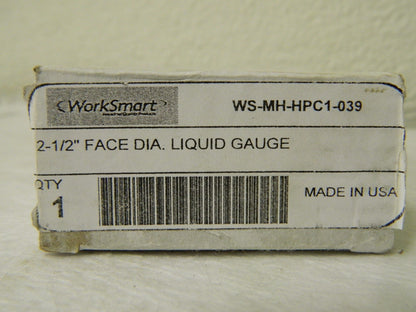 WorkSmart
WS-MH-HPC1-039
2-1/2" FACE DIA. LIQUID GAUGE
QTY
1
MADE IN USA